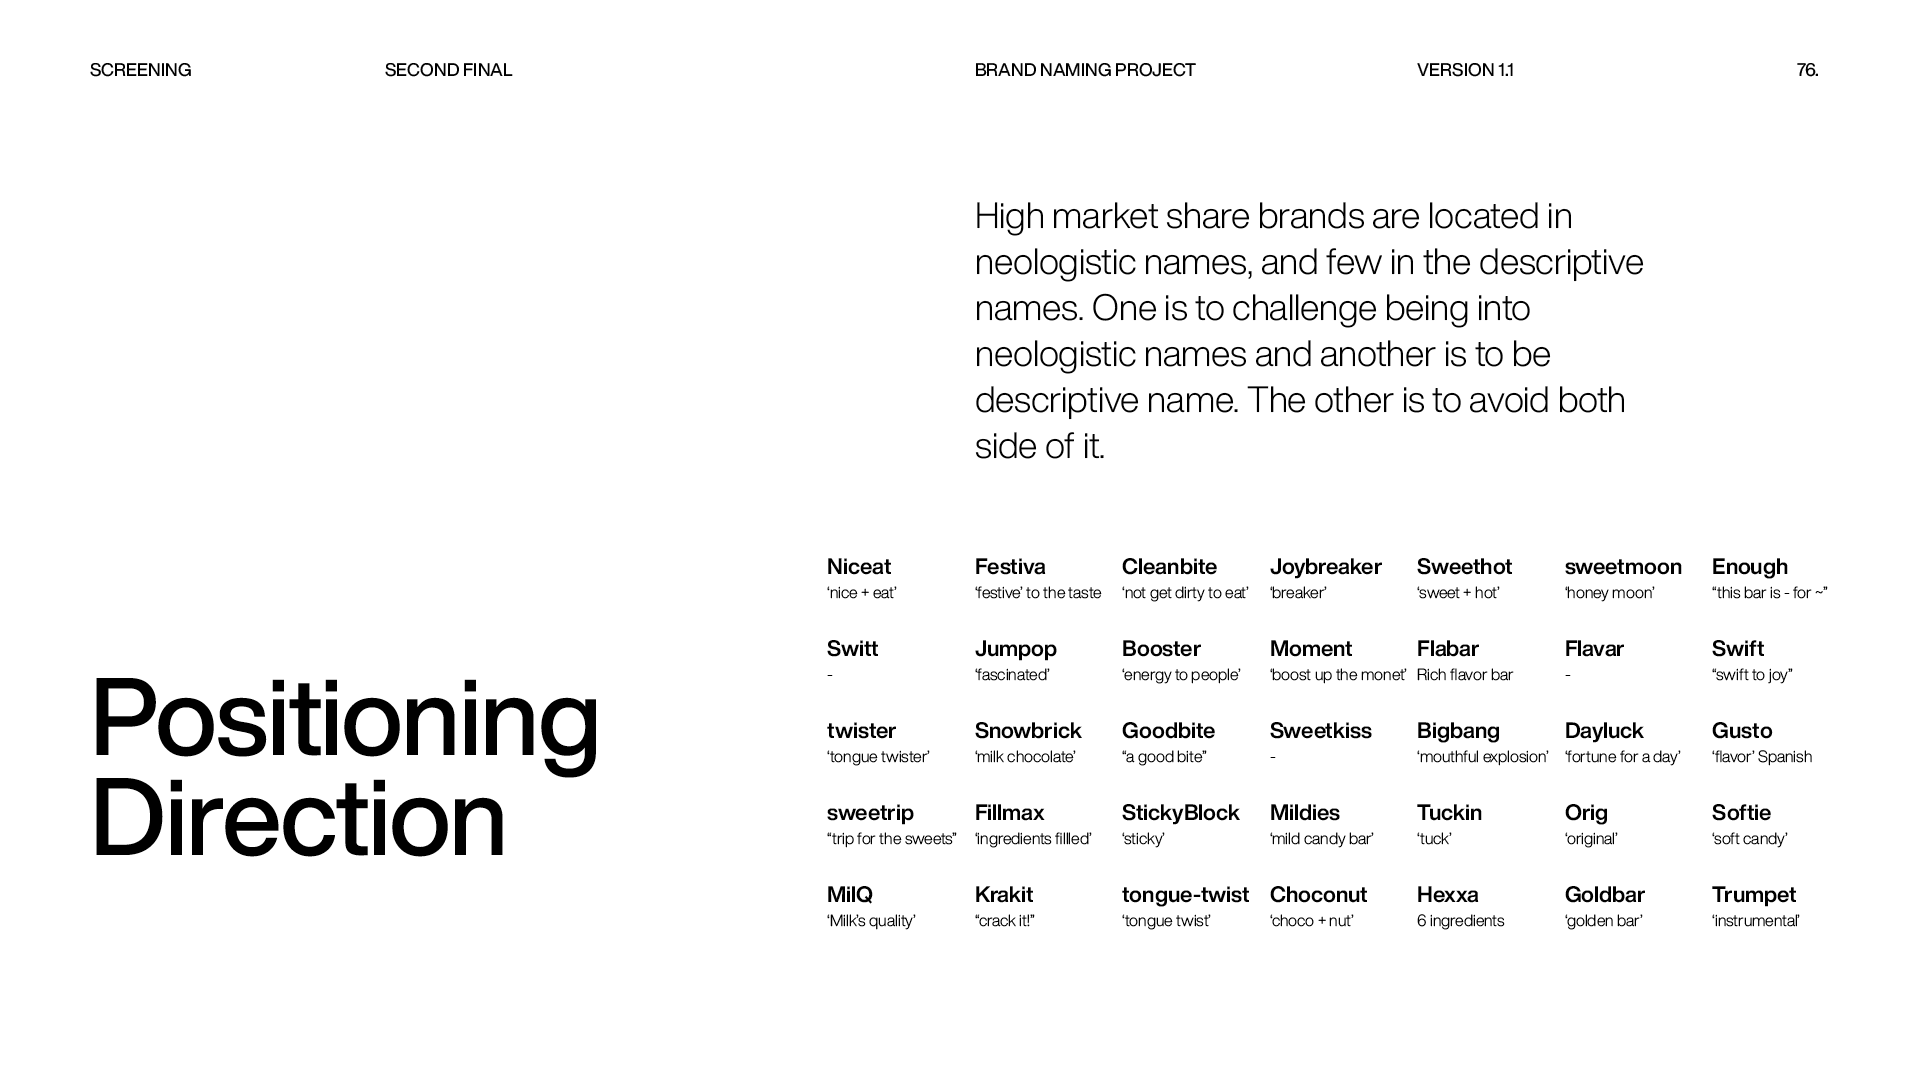 SCREENING SECOND FINAL BRAND NAMING PROJECT VERSION 1.1 76.
High market share brands are located in
neologistic names, and few in the descriptive
names. One is to challenge being into
neologistic names and another is to be
descriptive name. The other is to avoid both
side of it.
Positioning
Direction
Niceat Festiva Cleanbite Joybreaker Sweethot sweetmoon Enough
‘nice + eat’ ‘festive’ to the taste ‘not get dirty to eat’ ‘breaker’ ‘sweet + hot’ ‘honey moon’ “this bar is - for ~”
Switt Jumpop Booster Moment Flabar Flavar Swift
- ‘fascinated’ ‘energy to people’ ‘boost up the monet’ Rich flavor bar - “swift to joy”
twister Snowbrick Goodbite Sweetkiss Bigbang Dayluck Gusto
‘tongue twister’ ‘milk chocolate’ “a good bite” - ‘mouthful explosion’ ‘fortune for a day’ ‘flavor’ Spanish
sweetrip Fillmax StickyBlock Mildies Tuckin Orig Softie
“trip for the sweets” ‘ingredients fillled’ ‘sticky’ ‘mild candy bar’ ‘tuck’ ‘original’ ‘soft candy’
MilQ Krakit tongue-twist Choconut Hexxa Goldbar Trumpet
‘Milk’s quality’ “crack it!” ‘tongue twist’ ‘choco + nut’ 6 ingredients ‘golden bar’ ‘instrumental’